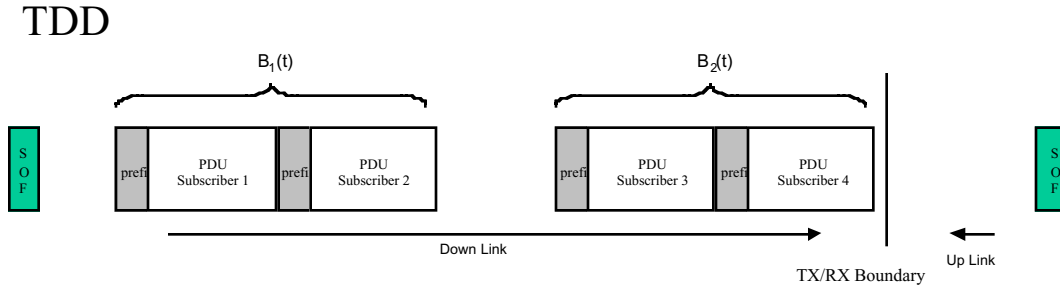 TDD
B1(t)
B2(t)
S
O
F
prefi
PDU
Subscriber 1
prefi
PDU
Subscriber 2
prefi
PDU
Subscriber 3
prefi
PDU
Subscriber 4
S
O
F
Down Link
Up Link
TX/RX Boundary